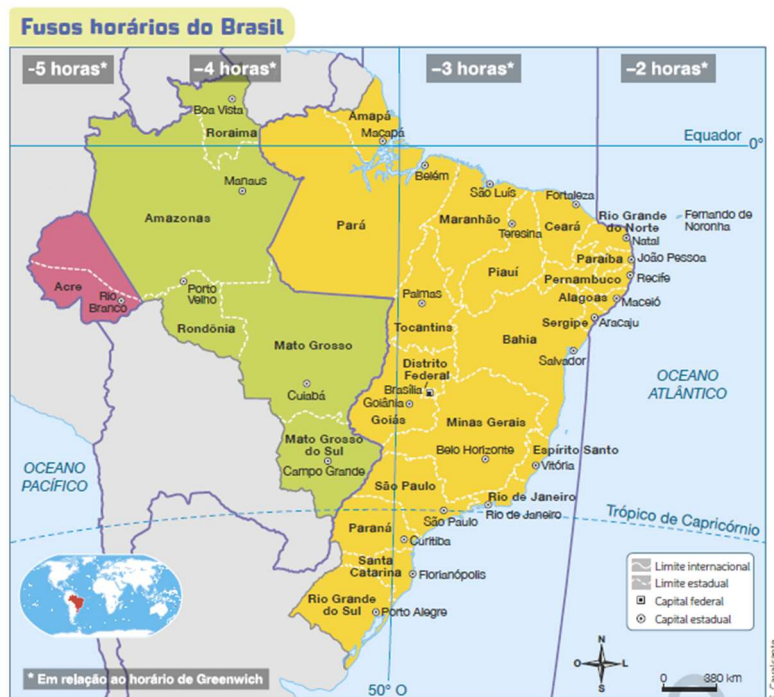 Fusos horários do Brasil
-5 horas*
-4 horas*
-3 horas*
-2 horas*
Boa Vista
Roraima
Amapá
Macapá
Equador
0°
Manaus
Belém
São Luís
Fortaleza
Amazonas
Pará
Maranhão
Teresina
Ceará
Rio Grande
do Norte
Natal
Fernando de
Noronha
Piauí
Paraíba
João Pessoa
Pernambuco
Recife
Acre
Rio
Branco
Porto
Velho
Palmas
Alagoas
Maceió
Rondônia
Tocantins
Sergipe
Aracaju
Mato Grosso
Bahia
Distrito
Federal
Salvador
Cuiabá
Brasília
Goiânia
Goiás
OCEANO
ATLÂNTICO
Minas Gerais
Mato Grosso
do Sul
Campo Grande
Belo Horizonte
Espírito Santo
Vitória
OCEANO
PACÍFICO
São Paulo
Rio de Janeiro
São Paulo
Rio de Janeiro
Trópico de Capricórnio
Paraná
Curitiba
Santa
Catarina
Florianópolis
Rio Grande
do Sul
Porto Alegre
Limite internacional
Limite estadual
Capital federal
Capital estadual
N
O
L
S
0
380 km
* Em relação ao horário de Greenwich
50° O